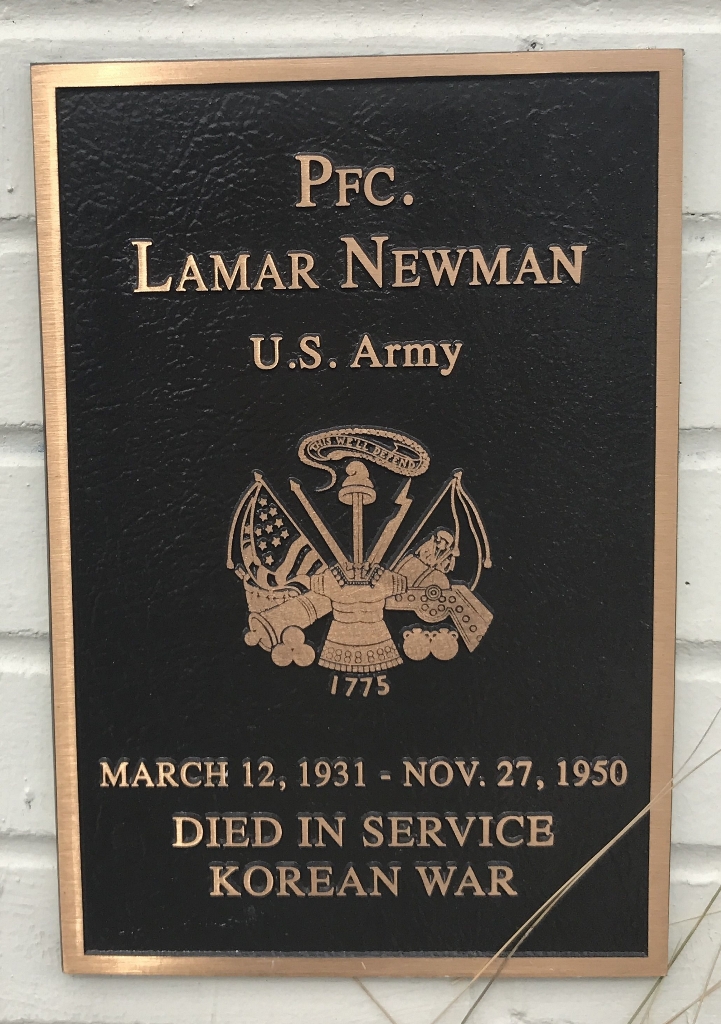 PFC.
LAMAR NEWMAN
U.S. Army
THIS WE'LL DEFEND
1775
MARCH 12, 1931 - NOV. 27, 1950
DIED IN SERVICE
KOREAN WAR